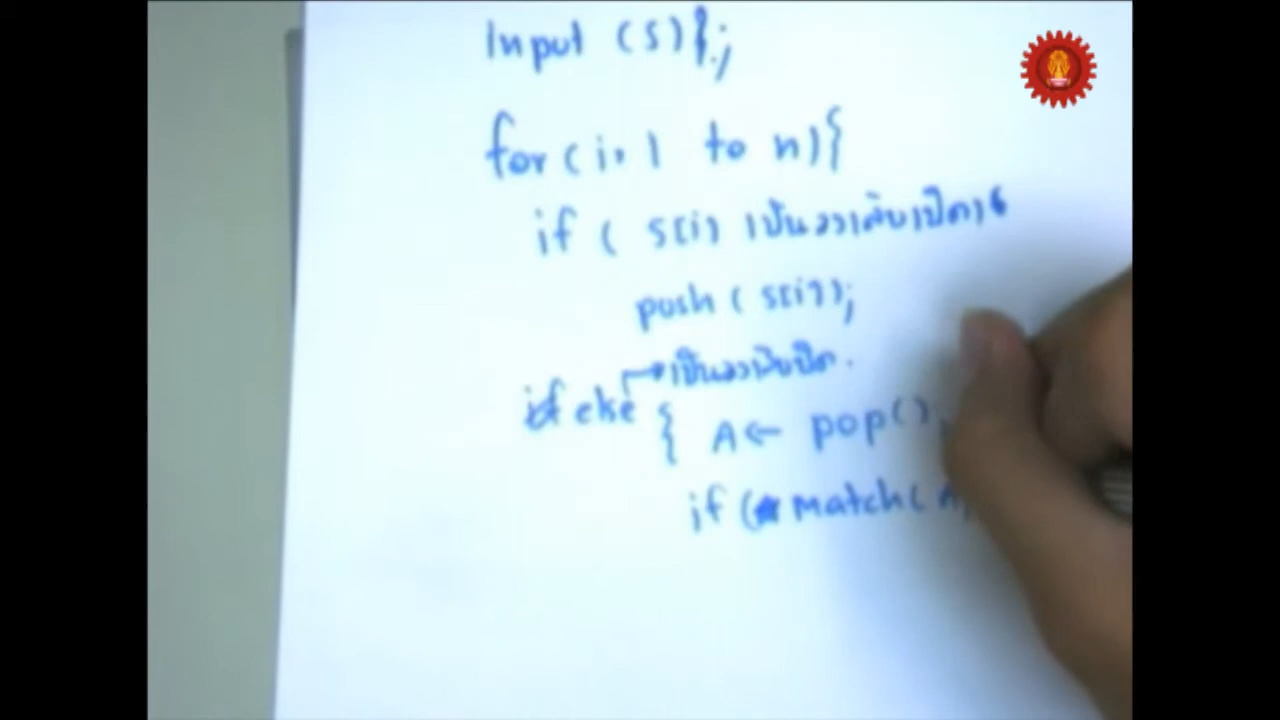 Input (S)};
for(i=1 to n){
if ( S[i] เป็นวงเล็บเปิด)
push ( S[i]);
เป็นวงเล็บปิด.
if else { A← pop()
if ( Match( A,